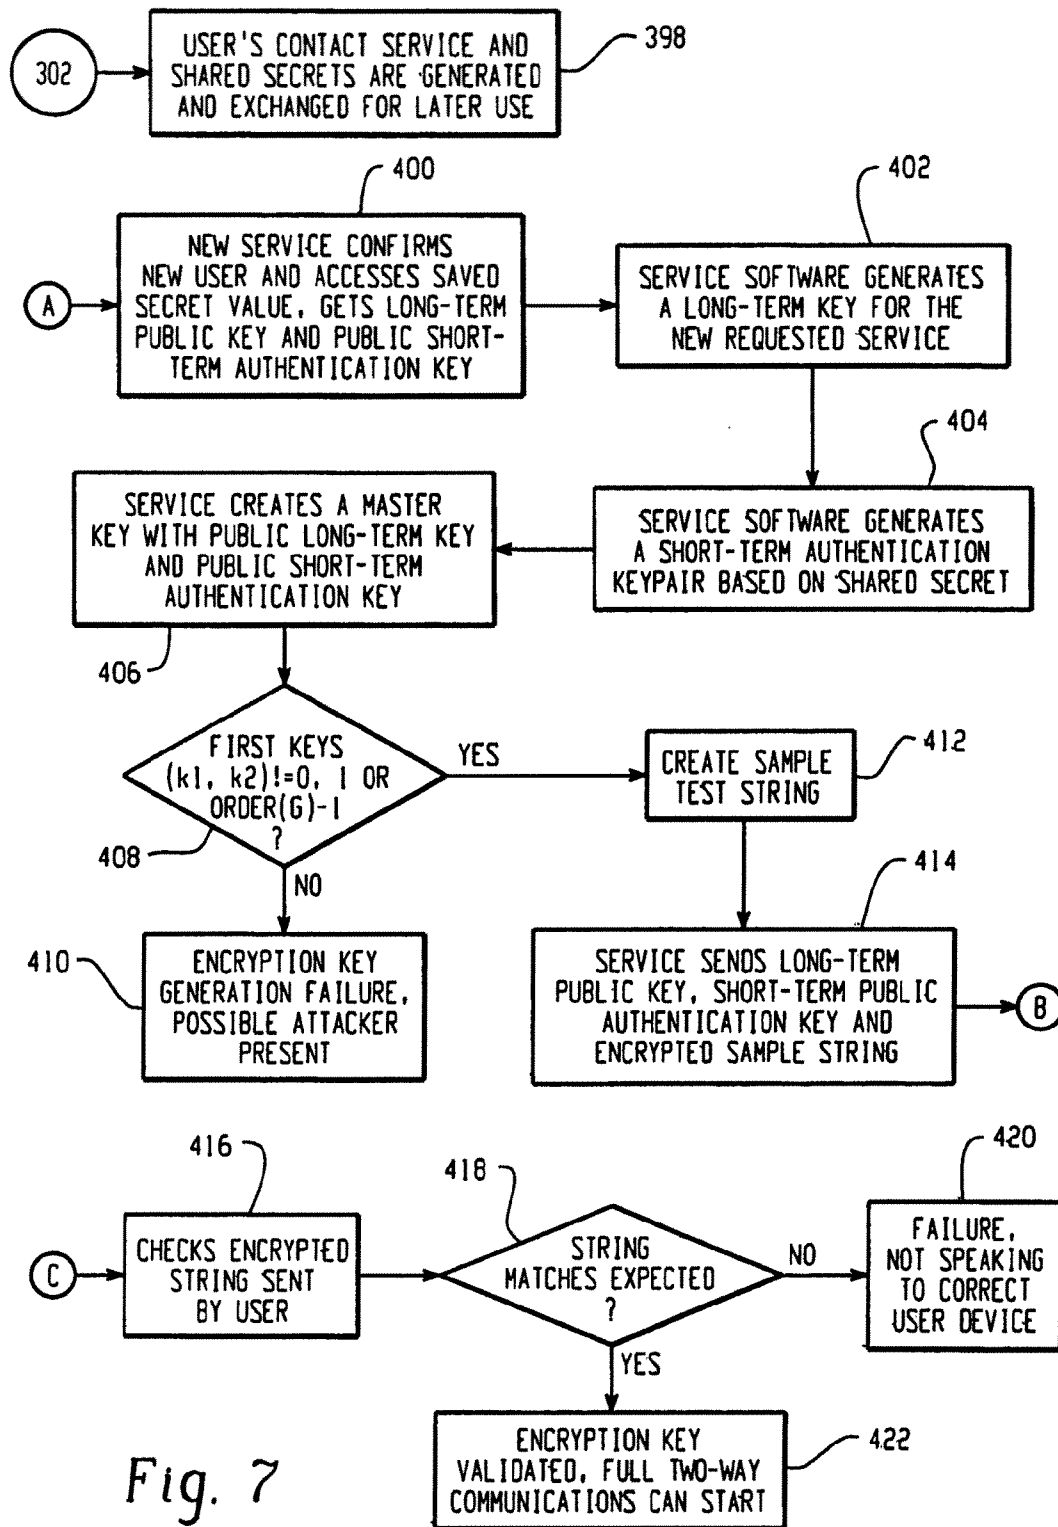 302
USER'S CONTACT SERVICE AND
SHARED SECRETS ARE GENERATED
AND EXCHANGED FOR LATER USE
398
400
A
NEW SERVICE CONFIRMS
NEW USER AND ACCESSES SAVED
SECRET VALUE, GETS LONG-TERM
PUBLIC KEY AND PUBLIC SHORT-
TERM AUTHENTICATION KEY
402
SERVICE SOFTWARE GENERATES
A LONG-TERM KEY FOR THE
NEW REQUESTED SERVICE
404
SERVICE SOFTWARE GENERATES
A SHORT-TERM AUTHENTICATION
KEYPAIR BASED ON SHARED SECRET
SERVICE CREATES A MASTER
KEY WITH PUBLIC LONG-TERM KEY
AND PUBLIC SHORT-TERM
AUTHENTICATION KEY
406
FIRST KEYS
(k1, k2)!=0, 1 OR
ORDER(G)-1
?
408
YES
NO
CREATE SAMPLE
TEST STRING
412
410
ENCRYPTION KEY
GENERATION FAILURE,
POSSIBLE ATTACKER
PRESENT
414
SERVICE SENDS LONG-TERM
PUBLIC KEY, SHORT-TERM PUBLIC
AUTHENTICATION KEY AND
ENCRYPTED SAMPLE STRING
B
416
C
CHECKS ENCRYPTED
STRING SENT
BY USER
418
STRING
MATCHES EXPECTED
?
NO
YES
420
FAILURE,
NOT SPEAKING
TO CORRECT
USER DEVICE
ENCRYPTION KEY
VALIDATED, FULL TWO-WAY
COMMUNICATIONS CAN START
422
Fig. 7